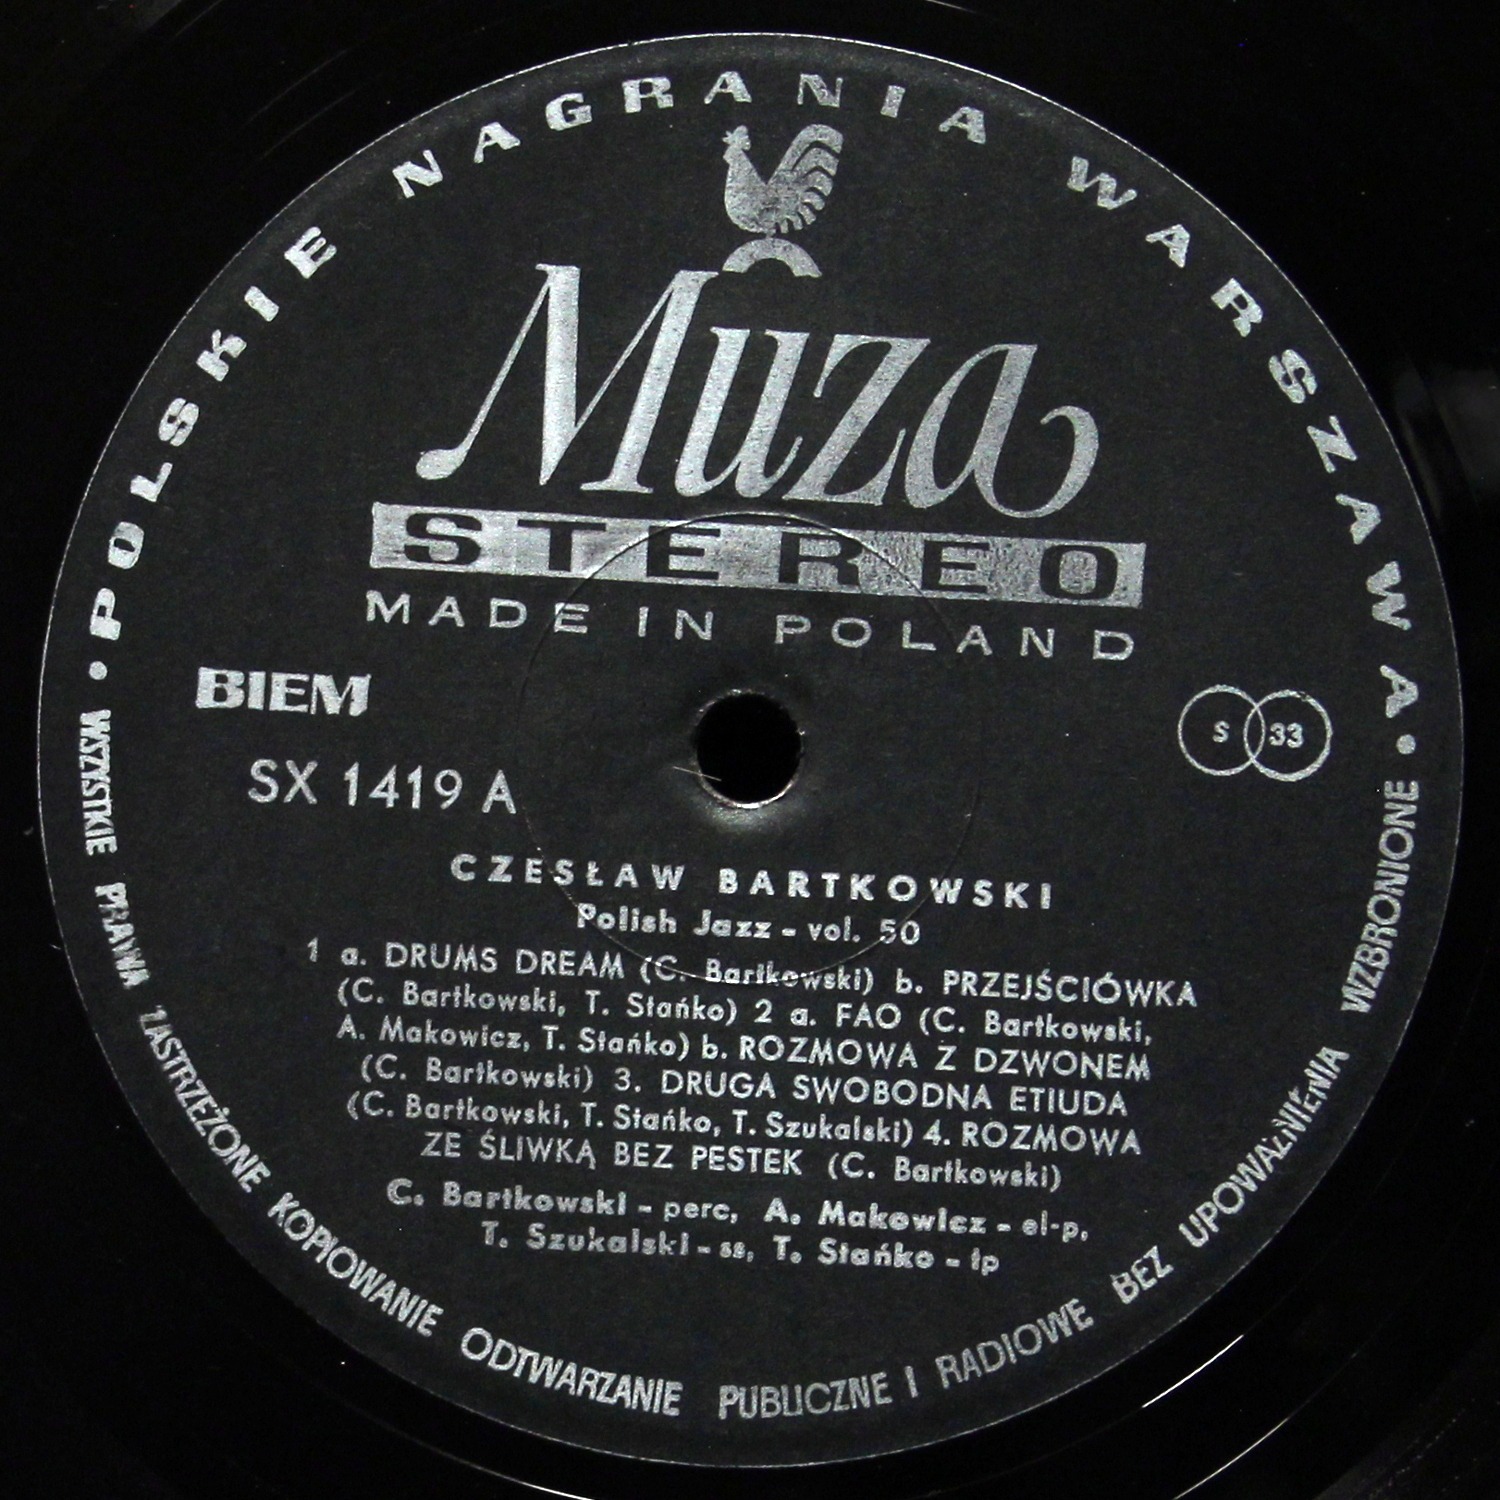 POLSKIE NAGRANIA WARSZAWA
Muza
STEREO
MADE IN POLAND
BIEM
S 33
SX 1419 A
CZESŁAW BARTKOWSKI
Polish Jazz - vol. 50
1 a. DRUMS DREAM (C. Bartkowski) b. PRZEJŚCIÓWKA
(C. Bartkowski, T. Stańko) 2 a. FAO (C. Bartkowski,
A. Makowicz, T. Stańko) b. ROZMOWA Z DZWONEM
(C. Bartkowski) 3. DRUGA SWOBODNA ETIUDA
(C. Bartkowski, T. Stańko, T. Szukalski) 4. ROZMOWA
ZE ŚLIWKĄ BEZ PESTEK (C. Bartkowski)
C. Bartkowski - perc, A. Makowicz - el-p,
T. Szukalski - ss, T. Stańko - tp
WSZYSTKIE PRAWA ZASTRZEŻONE KOPIOWANIE ODTWARZANIE PUBLICZNE I RADIOWE BEZ UPOWAŻNIENIA WZBRONIONE